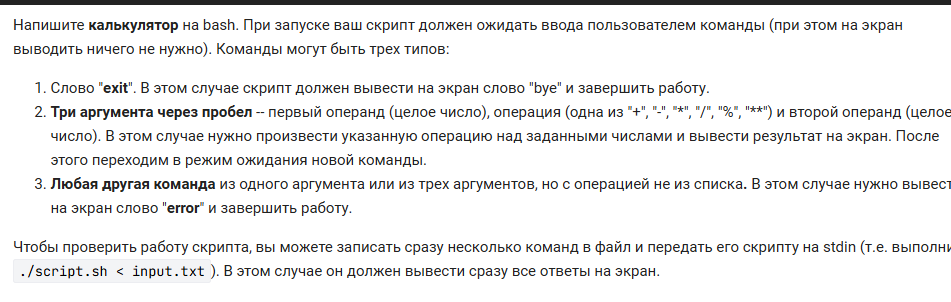 Напишите калькулятор на bash. При запуске ваш скрипт должен ожидать ввода пользователем команды (при этом на экран
выводить ничего не нужно). Команды могут быть трех типов:
1. Слово "exit". В этом случае скрипт должен вывести на экран слово "bye" и завершить работу.
2. Три аргумента через пробел -- первый операнд (целое число), операция (одна из "+", "-", "*", "/", "%", "**") и второй операнд (целое
число). В этом случае нужно произвести указанную операцию над заданными числами и вывести результат на экран. После
этого переходим в режим ожидания новой команды.
3. Любая другая команда из одного аргумента или из трех аргументов, но с операцией не из списка. В этом случае нужно вывест
на экран слово "error" и завершить работу.
Чтобы проверить работу скрипта, вы можете записать сразу несколько команд в файл и передать его скрипту на stdin (т.е. выполни
./script.sh < input.txt ). В этом случае он должен вывести сразу все ответы на экран.